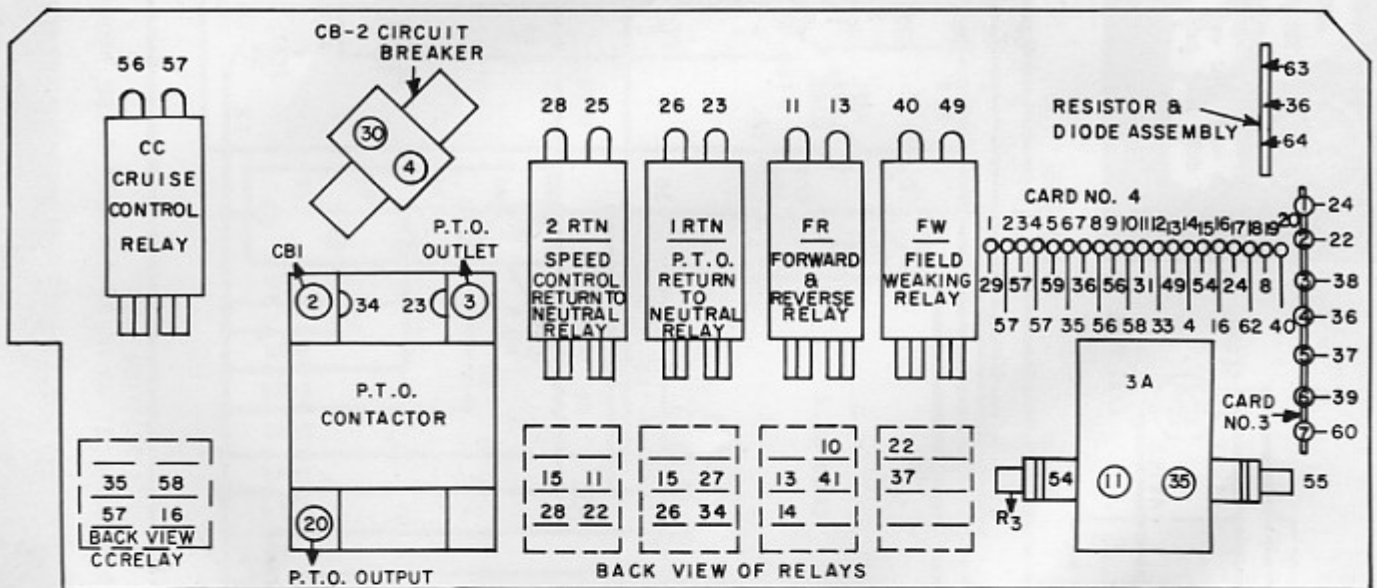 CB-2 CIRCUIT
BREAKER
56 57
CC
CRUISE
CONTROL
RELAY
30
4
P.T.O.
OUTLET
CB1
2
34
23
3
P.T.O.
CONTACTOR
20
P.T.O. OUTPUT
28 25
2 RTN
SPEED
CONTROL
RETURN TO
NEUTRAL
RELAY
26 23
1 RTN
P.T.O.
RETURN
TO
NEUTRAL
RELAY
11 13
FR
FORWARD
&
REVERSE
RELAY
40 49
FW
FIELD
WEAKING
RELAY
RESISTOR &
DIODE ASSEMBLY
63
36
64
CARD NO. 4
1 2 3 4 5 6 7 8 9 10 11 12 13 14 15 16 17 18 19 20
29 57 59 36 56 31 49 54 24 8
57 57 35 56 58 33 4 16 62 40
1 24
2 22
3 38
4 36
5 37
6 39
7 60
CARD
NO.3
3A
54
11
35
55
R3
35 58
57 16
BACK VIEW
CCRELAY
15 11
28 22
15 27
26 34
10
13 41
14
22
37
BACK VIEW OF RELAYS